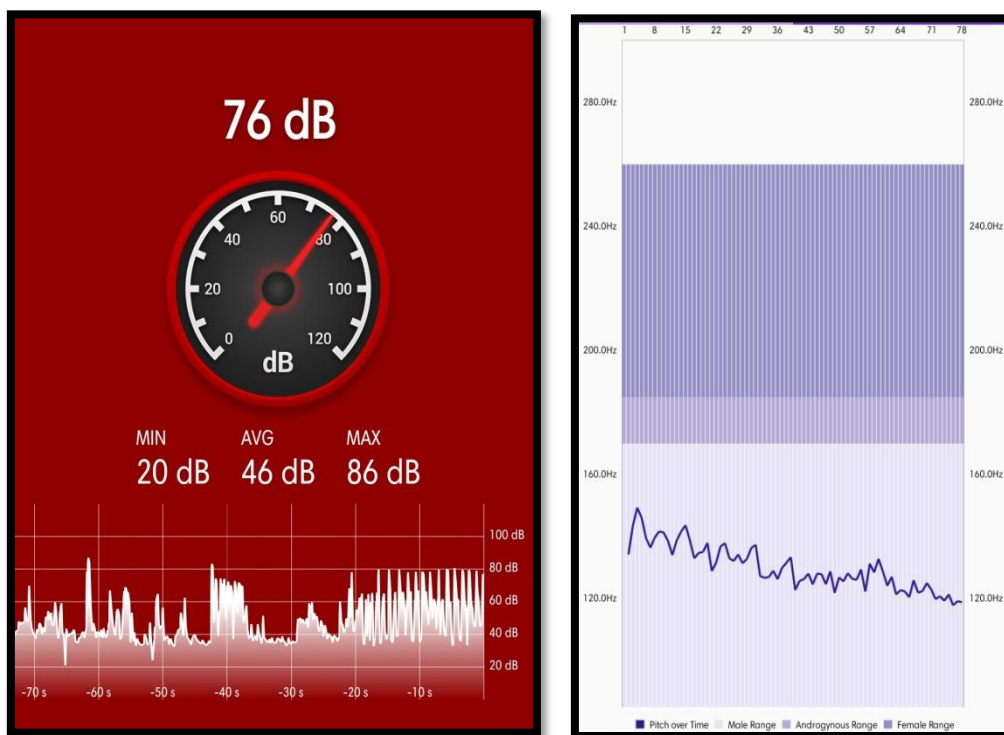 76 dB
60
40 80
20 100
0 120
dB
MIN AVG MAX
20 dB 46 dB 86 dB
100 dB
80 dB
60 dB
40 dB
20 dB
-70 s -60 s -50 s -40 s -30 s -20 s -10 s
1 8 15 22 29 36 43 50 57 64 71 78
280.0Hz 280.0Hz
240.0Hz 240.0Hz
200.0Hz 200.0Hz
160.0Hz 160.0Hz
120.0Hz 120.0Hz
Pitch over Time Male Range Androgynous Range Female Range